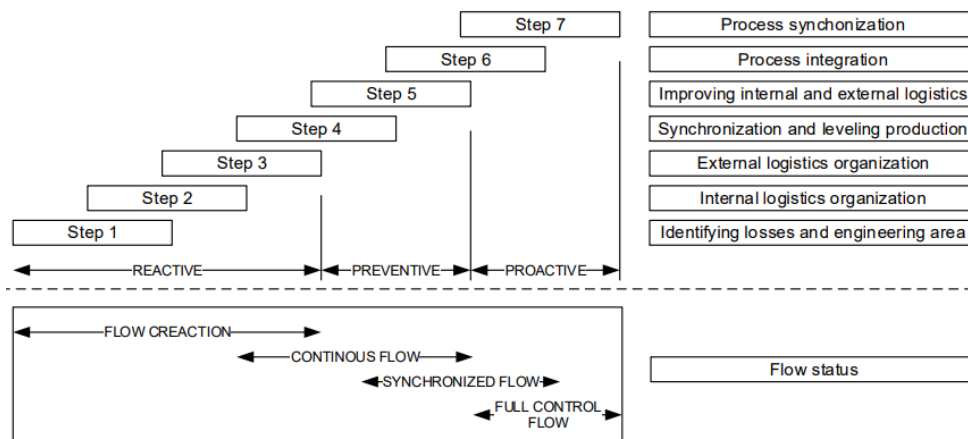 Step 7
Process synchonization
Step 6
Process integration
Step 5
Improving internal and external logistics
Step 4
Synchronization and leveling production
Step 3
External logistics organization
Step 2
Internal logistics organization
Step 1
Identifying losses and engineering area
REACTIVE
PREVENTIVE
PROACTIVE
FLOW CREACTION
CONTINOUS FLOW
Flow status
SYNCHRONIZED FLOW
FULL CONTROL
FLOW